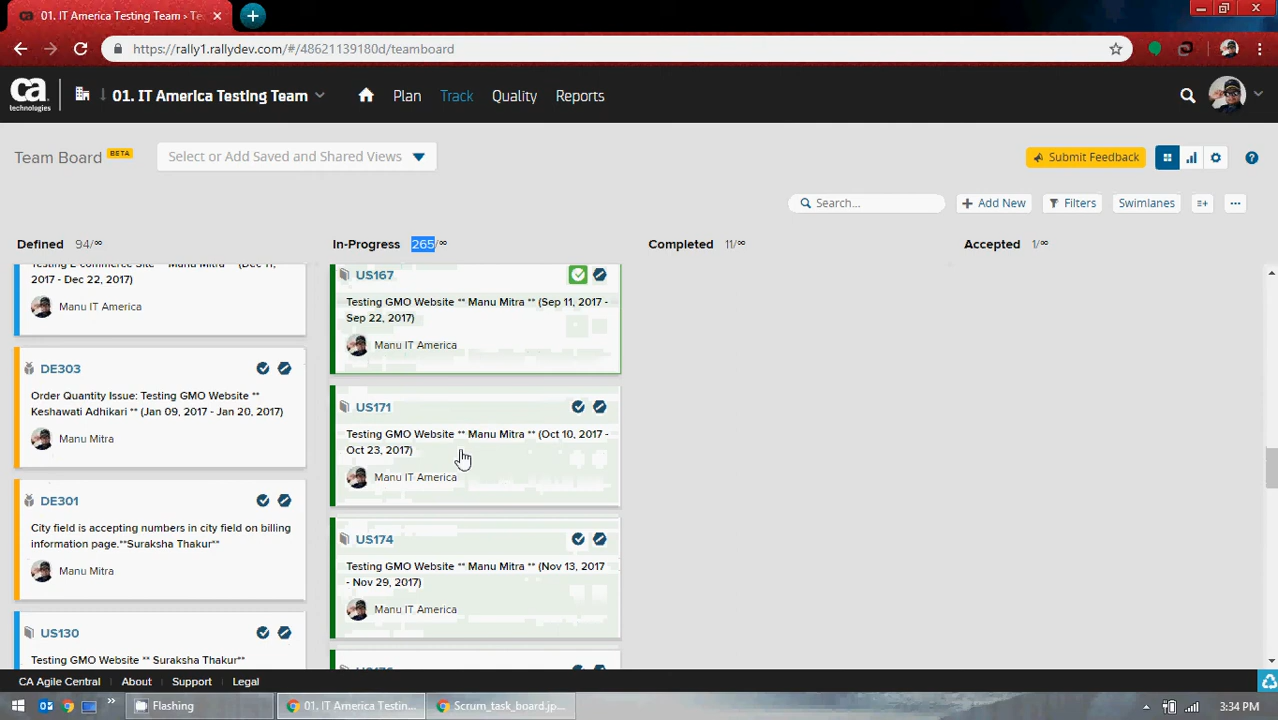 01. IT America Testing Team › Te
https://rally1.rallydev.com/#/48621139180d/teamboard
ca
technologies
01. IT America Testing Team
Plan
Track
Quality
Reports
Team Board BETA
Select or Add Saved and Shared Views
Submit Feedback
Search...
+ Add New
Filters
Swimlanes
Defined 94/∞
In-Progress 265/∞
Completed 11/∞
Accepted 1/∞
Testing E-commerce Site ** Manu Mitra ** (Dec 11,
2017 - Dec 22, 2017)
Manu IT America
DE303
Order Quantity Issue: Testing GMO Website **
Keshawati Adhikari ** (Jan 09, 2017 - Jan 20, 2017)
Manu Mitra
DE301
City field is accepting numbers in city field on billing
information page.**Suraksha Thakur**
Manu Mitra
US130
Testing GMO Website ** Suraksha Thakur**
US167
Testing GMO Website ** Manu Mitra ** (Sep 11, 2017 -
Sep 22, 2017)
Manu IT America
US171
Testing GMO Website ** Manu Mitra ** (Oct 10, 2017 -
Oct 23, 2017)
Manu IT America
US174
Testing GMO Website ** Manu Mitra ** (Nov 13, 2017
- Nov 29, 2017)
Manu IT America
CA Agile Central
About
Support
Legal
Flashing
01. IT America Testin...
Scrum_task_board.jp...
3:34 PM